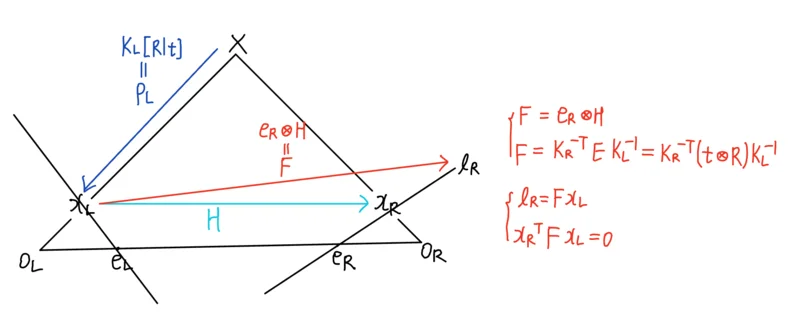 X
K_L[R|t]
||
P_L
e_R⊗H
||
F
l_R
x_L
H
x_R
O_L
e_L
e_R
O_R
F = e_R⊗H
F = K_R^{-T} E K_L^{-1} = K_R^{-T}(t⊗R)K_L^{-1}
l_R = Fx_L
x_R^T F x_L = 0